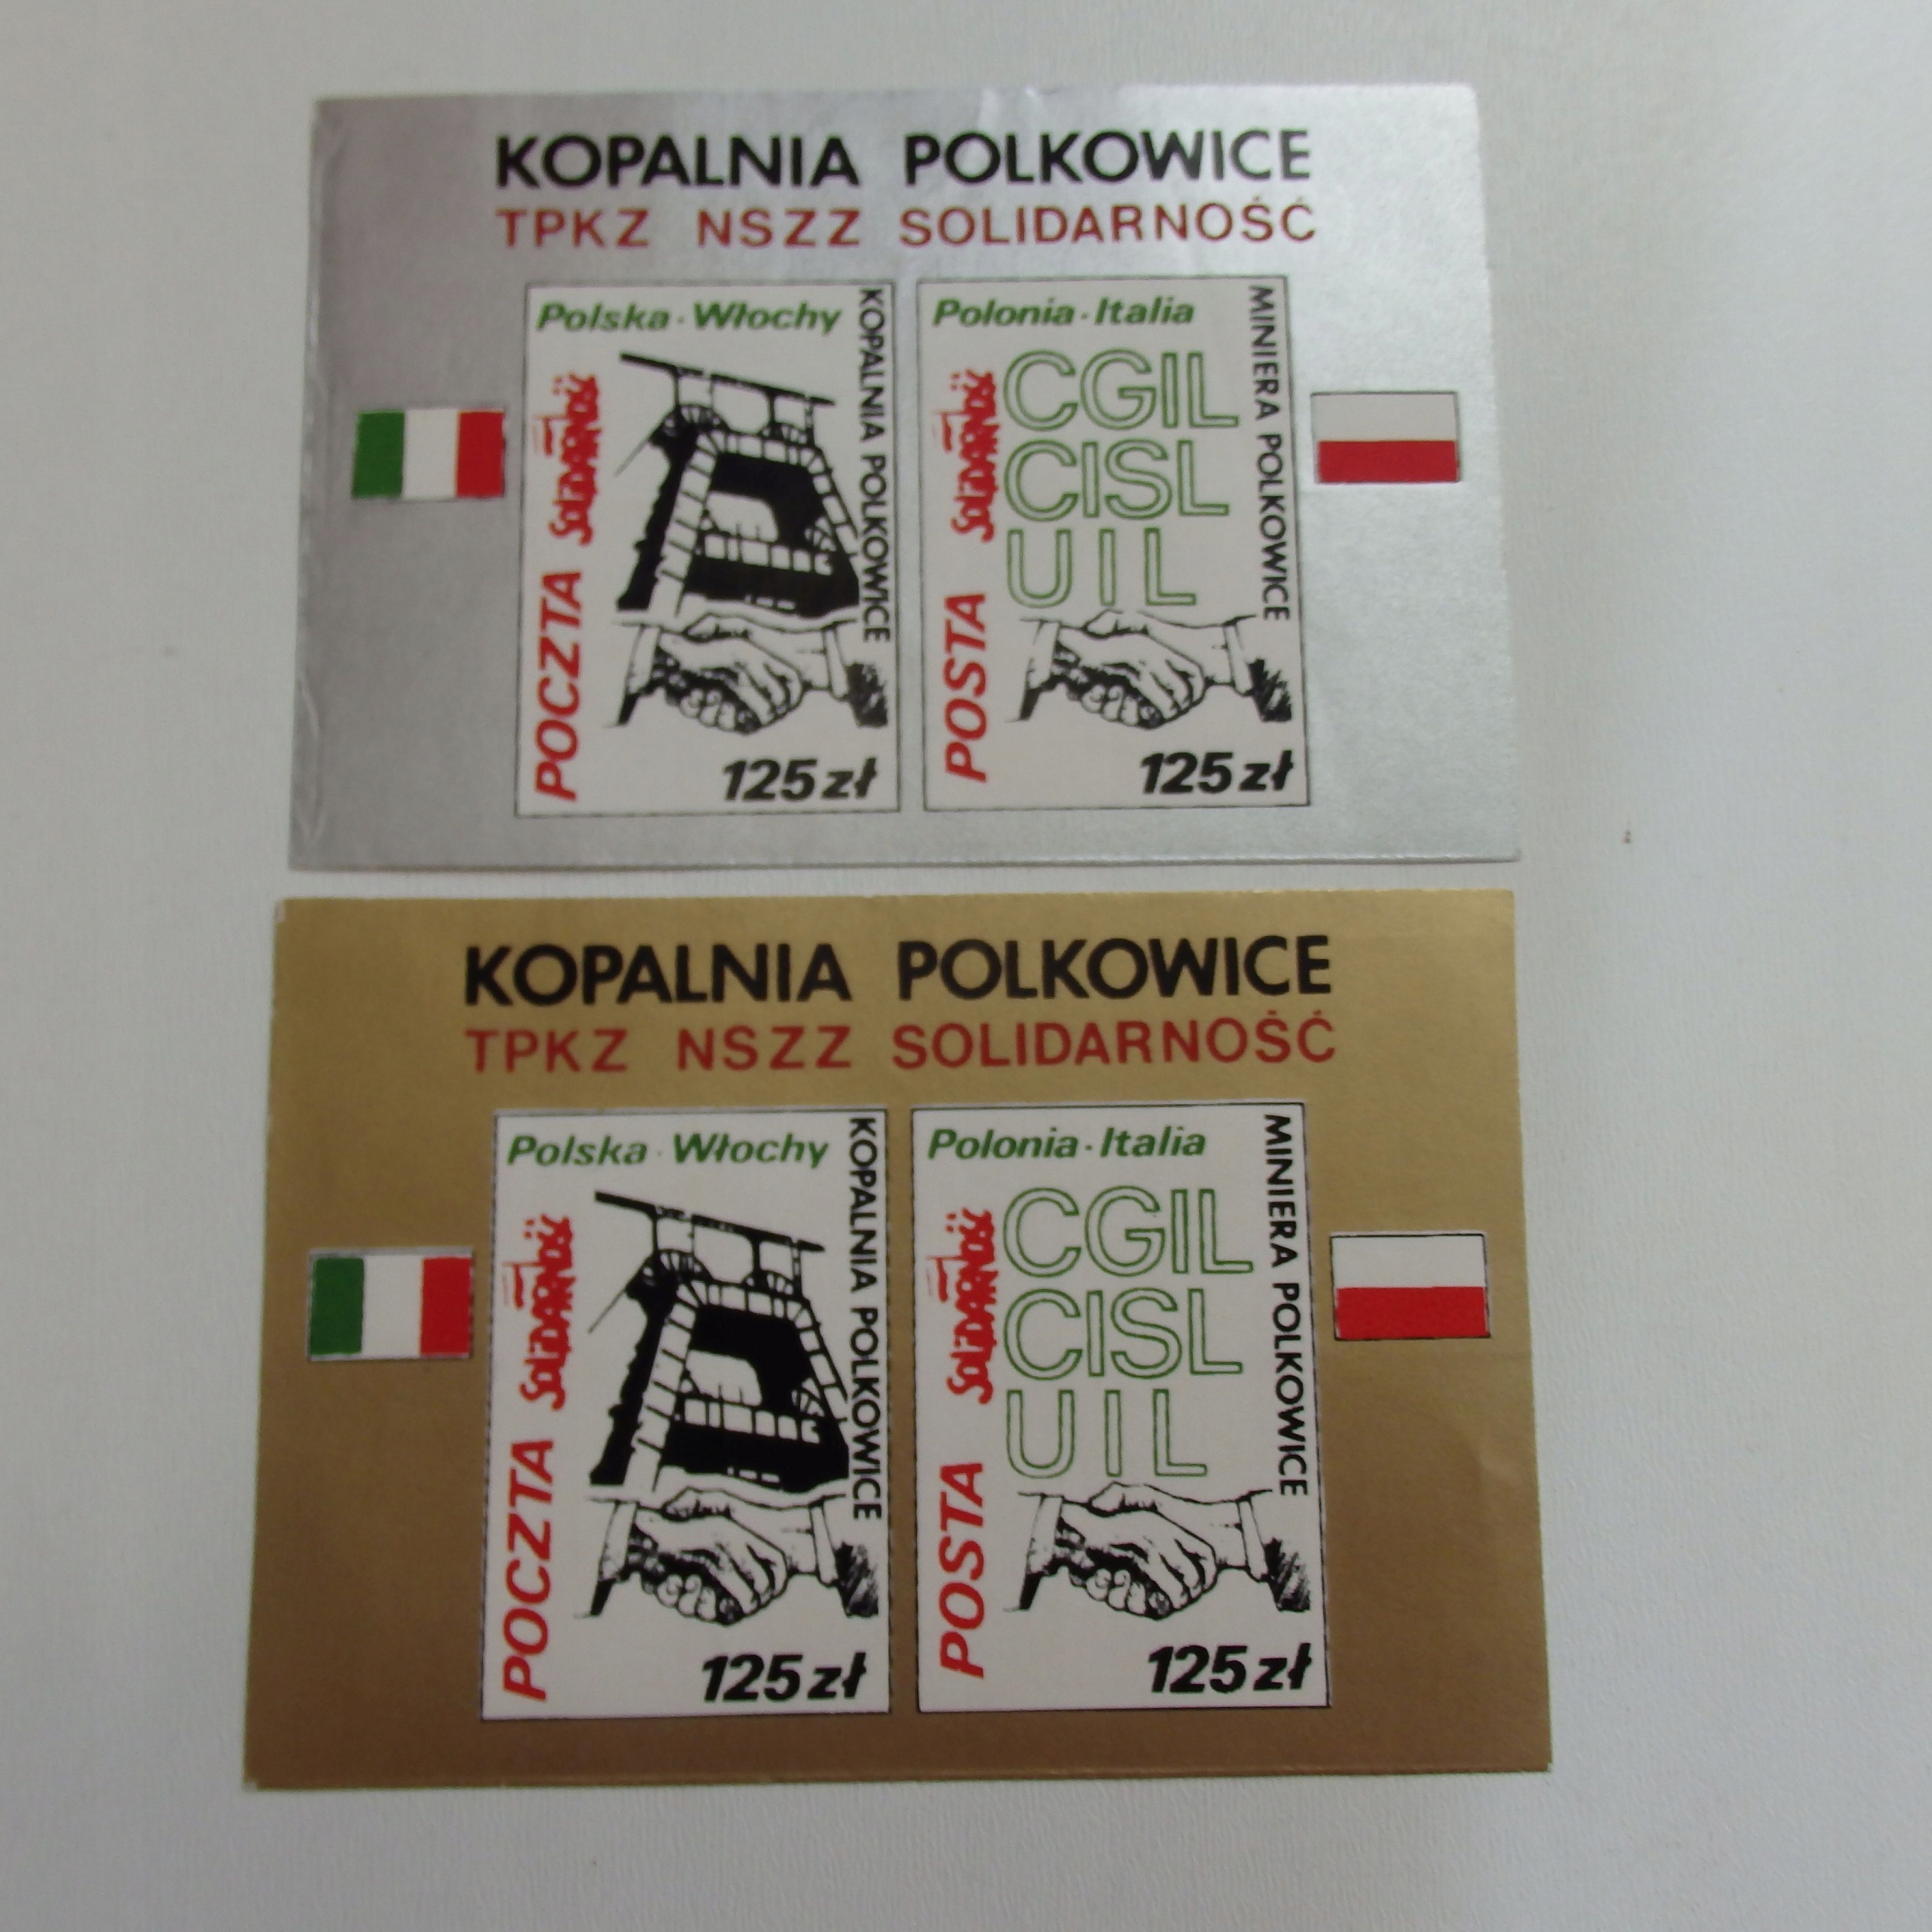 KOPALNIA POLKOWICE
TPKZ NSZZ SOLIDARNOŚĆ
Polska · Włochy
KOPALNIA POLKOWICE
POCZTA SOLIDARNOŚĆ
125 zł
Polonia · Italia
MINIERA POLKOWICE
CGIL
CISL
UIL
POSTA SOLIDARNOŚĆ
125 zł
KOPALNIA POLKOWICE
TPKZ NSZZ SOLIDARNOŚĆ
Polska · Włochy
KOPALNIA POLKOWICE
POCZTA SOLIDARNOŚĆ
125 zł
Polonia · Italia
MINIERA POLKOWICE
CGIL
CISL
UIL
POSTA SOLIDARNOŚĆ
125 zł